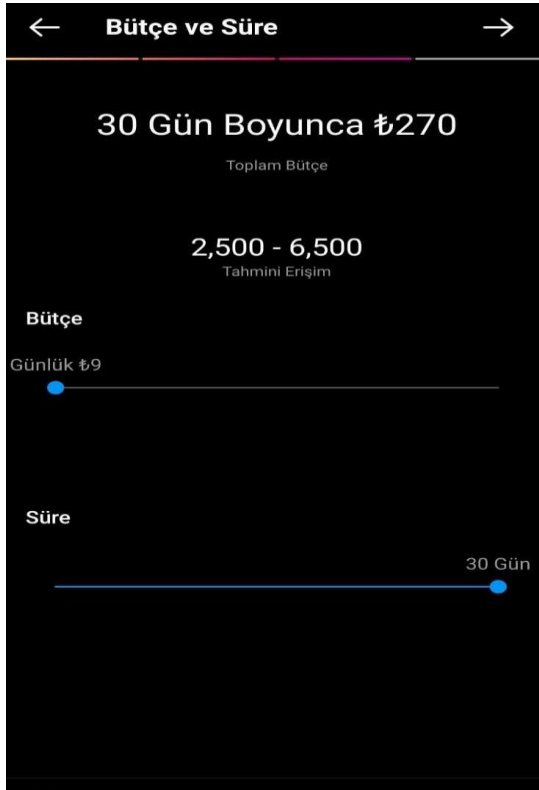 Bütçe ve Süre
30 Gün Boyunca ₺270
Toplam Bütçe
2,500 - 6,500
Tahmini Erişim
Bütçe
Günlük ₺9
Süre
30 Gün